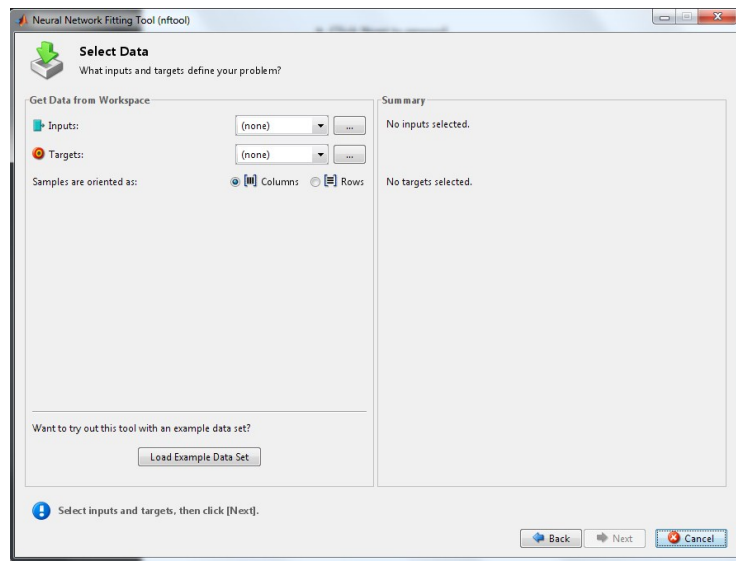 Neural Network Fitting Tool (nftool)
Select Data
What inputs and targets define your problem?
Get Data from Workspace
Inputs: (none) ...
Targets: (none) ...
Samples are oriented as: Columns Rows
Want to try out this tool with an example data set?
Load Example Data Set
Summary
No inputs selected.
No targets selected.
Select inputs and targets, then click [Next].
Back Next Cancel